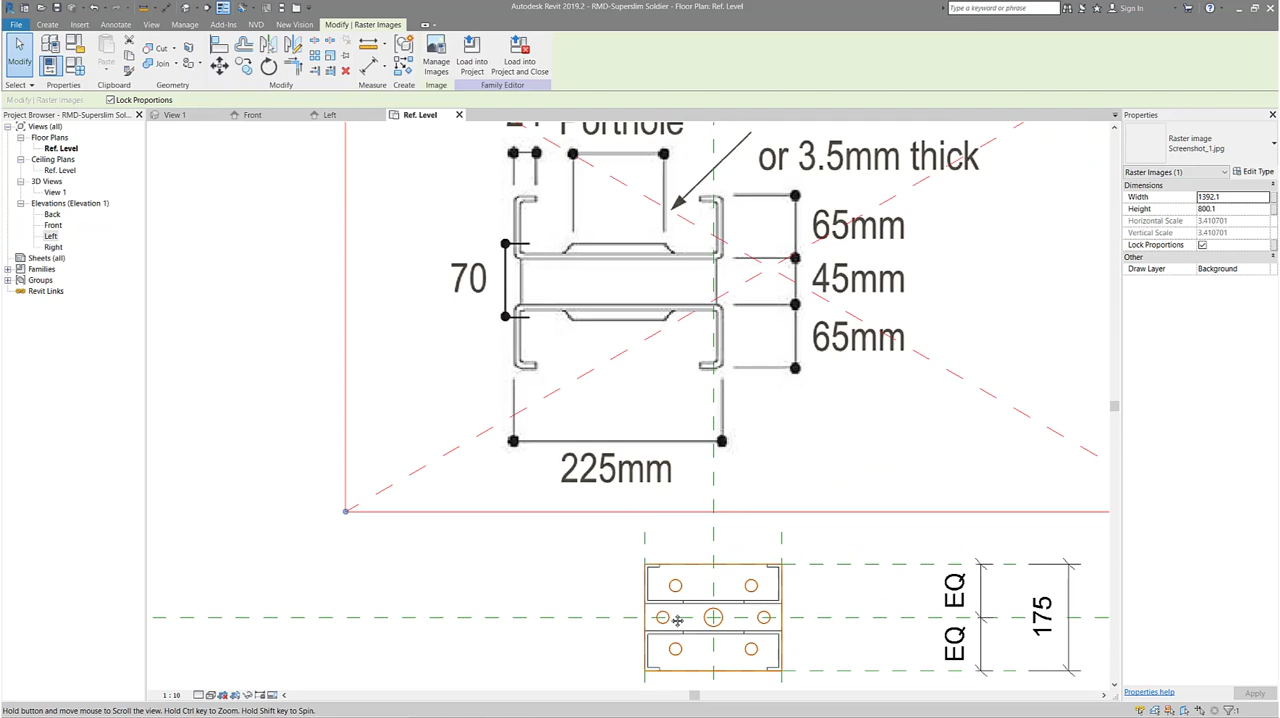 Autodesk Revit 2019.2 - RMD-Superslim Soldier - Floor Plan: Ref. Level
Type a keyword or phrase
Sign In
File
Create
Insert
Annotate
View
Manage
Add-Ins
NVD
New Vision
Modify | Raster Images
Modify
Paste
Cut
Join
Manage
Images
Load into
Project
Load into
Project and Close
Select
Properties
Clipboard
Geometry
Modify
Measure
Create
Image
Family Editor
Modify | Raster Images
Lock Proportions
Project Browser - RMD-Superslim Sol...
View 1
Front
Left
Ref. Level
Properties
Views (all)
Floor Plans
Ref. Level
Ceiling Plans
Ref. Level
3D Views
View 1
Elevations (Elevation 1)
Back
Front
Left
Right
Sheets (all)
Families
Groups
Revit Links
Porthole
or 3.5mm thick
65mm
70
45mm
65mm
225mm
EQ
EQ
175
Raster image
Screenshot_1.jpg
Raster Images (1)
Edit Type
Dimensions
Width
1392.1
Height
800.1
Horizontal Scale
3.410701
Vertical Scale
3.410701
Lock Proportions
Other
Draw Layer
Background
Properties help
Apply
1 : 10
Hold button and move mouse to Scroll the view. Hold Ctrl key to Zoom. Hold Shift key to Spin.
:1